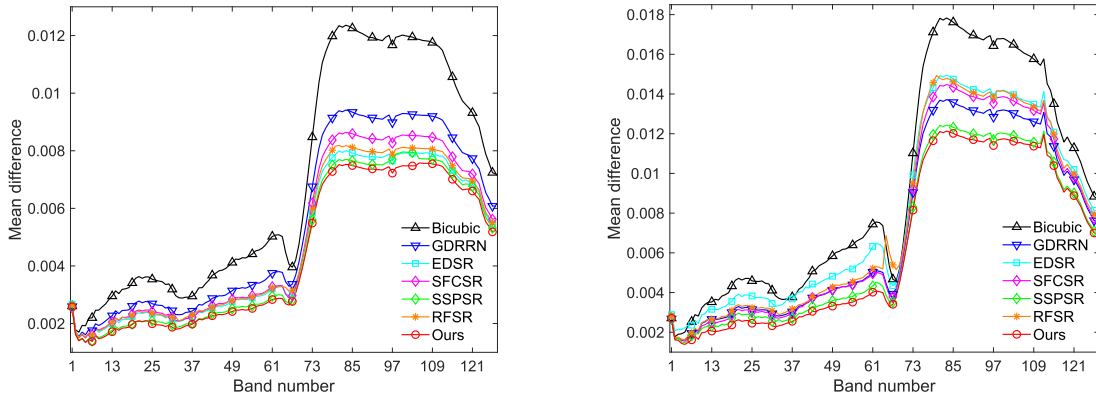 Mean difference
0.012
0.01
0.008
0.006
0.004
0.002
1 13 25 37 49 61 73 85 97 109 121
Band number
Bicubic
GDRRN
EDSR
SFCSR
SSPSR
RFSR
Ours
Mean difference
0.018
0.016
0.014
0.012
0.01
0.008
0.006
0.004
0.002
1 13 25 37 49 61 73 85 97 109 121
Band number
Bicubic
GDRRN
EDSR
SFCSR
SSPSR
RFSR
Ours